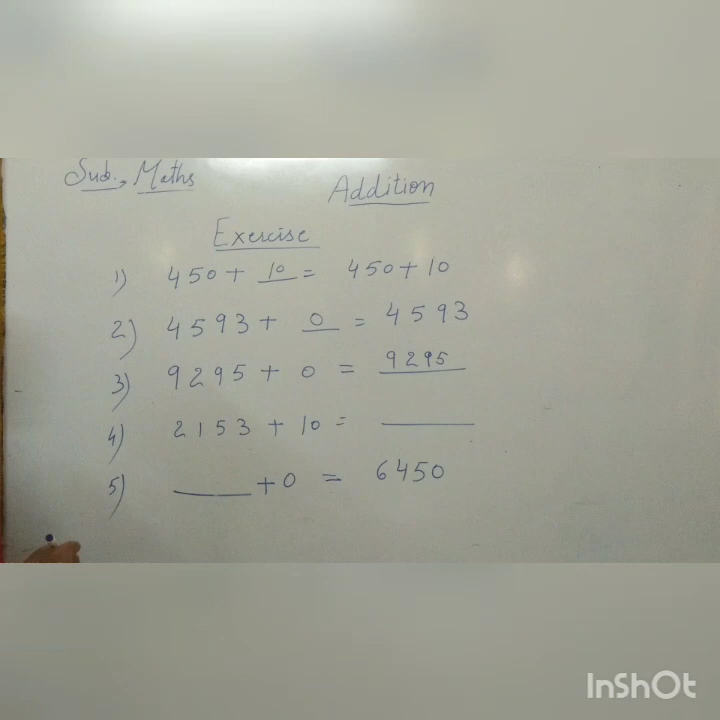 Sub., Maths
Addition
Exercise
1) 450 + 10 = 450 + 10
2) 4593 + 0 = 4593
3) 9295 + 0 = 9295
4) 2153 + 10 = ____
5) ____ + 0 = 6450
InShOt